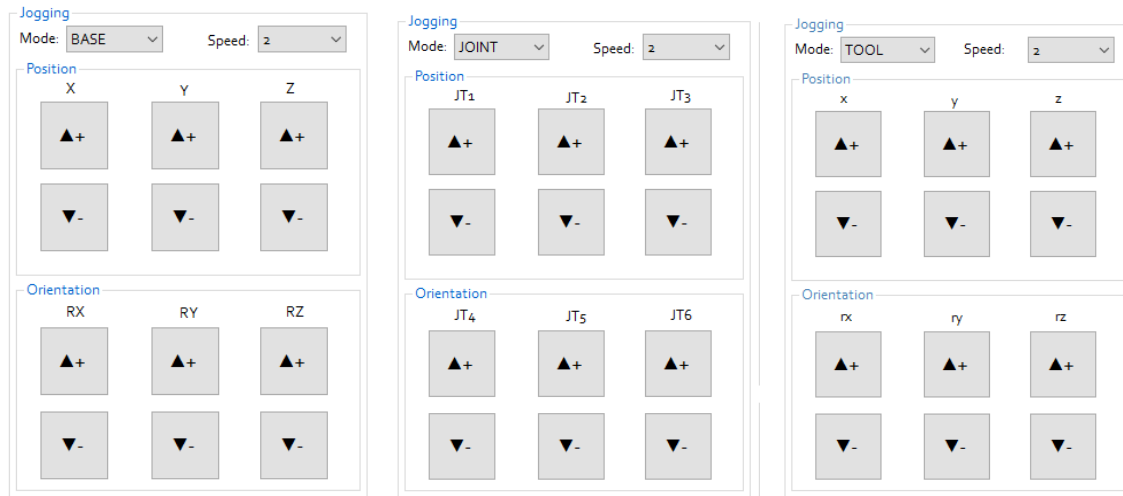 Jogging
Mode: BASE Speed: 2
Position
X Y Z
▲+ ▲+ ▲+
▼- ▼- ▼-
Orientation
RX RY RZ
▲+ ▲+ ▲+
▼- ▼- ▼-
Jogging
Mode: JOINT Speed: 2
Position
JT1 JT2 JT3
▲+ ▲+ ▲+
▼- ▼- ▼-
Orientation
JT4 JT5 JT6
▲+ ▲+ ▲+
▼- ▼- ▼-
Jogging
Mode: TOOL Speed: 2
Position
x y z
▲+ ▲+ ▲+
▼- ▼- ▼-
Orientation
rx ry rz
▲+ ▲+ ▲+
▼- ▼- ▼-